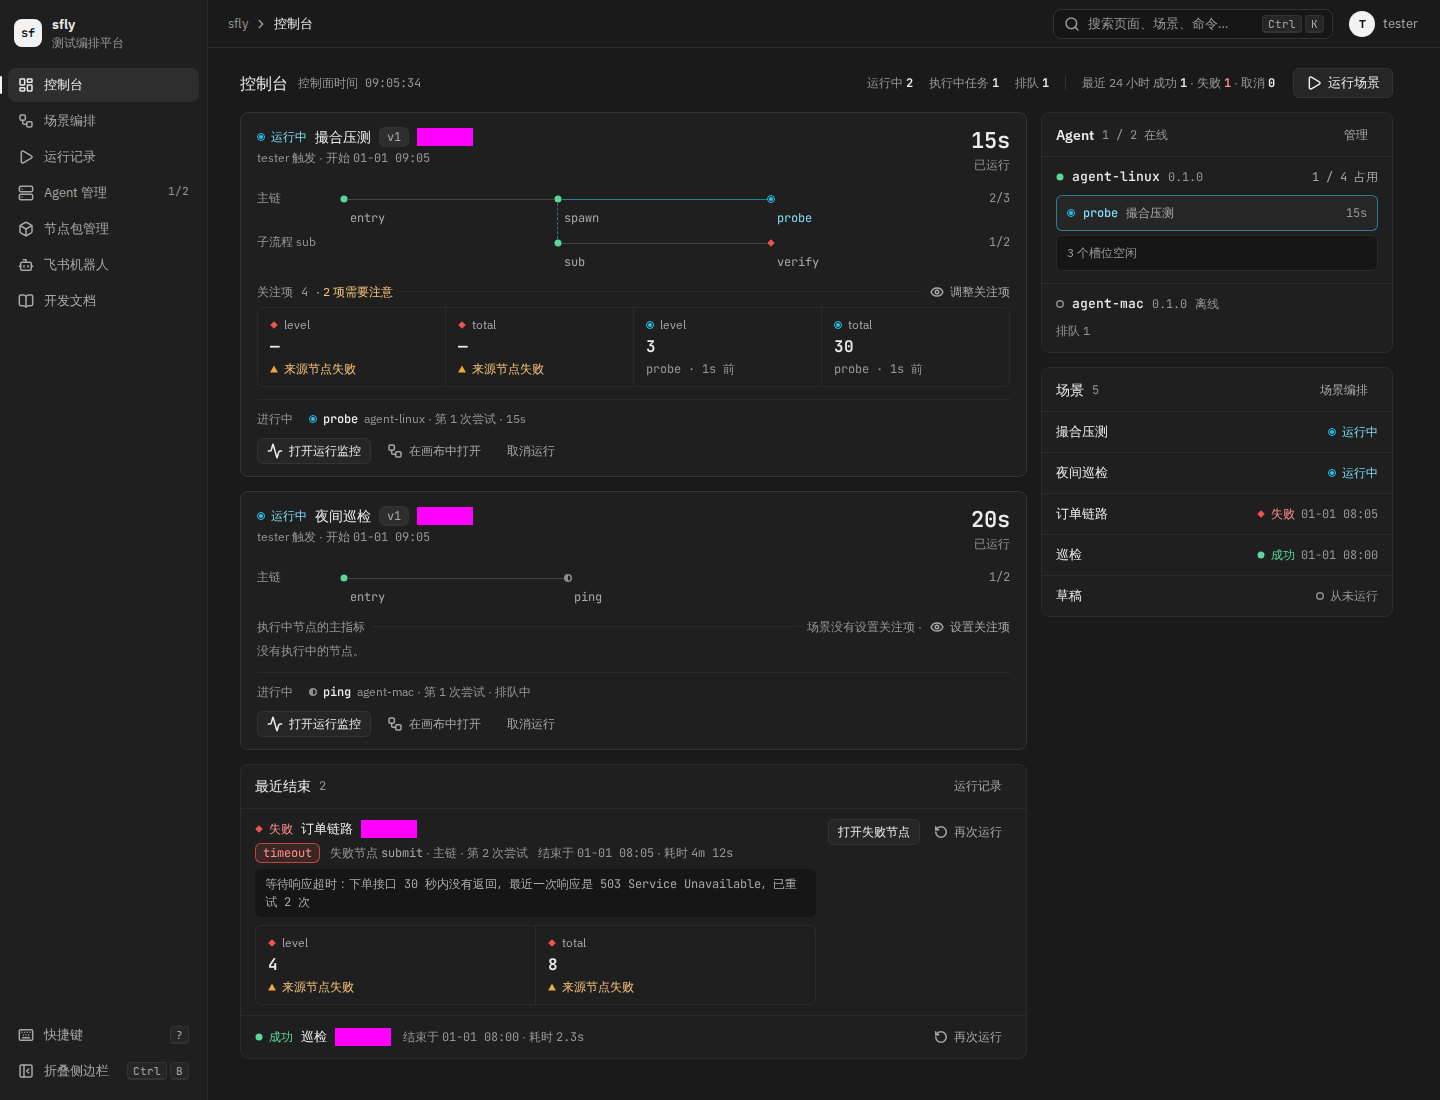 sf
sfly
测试编排平台
控制台
场景编排
运行记录
Agent 管理 1/2
节点包管理
飞书机器人
开发文档
快捷键 ?
折叠侧边栏 Ctrl B
sfly > 控制台
搜索页面、场景、命令... Ctrl K
T tester
控制台 控制面时间 09:05:34
运行中 2 执行中任务 1 排队 1 最近 24 小时 成功 1 · 失败 1 · 取消 0
运行场景
运行中 撮合压测 v1
15s
tester 触发 · 开始 01-01 09:05
已运行
主链 2/3
entry spawn probe
子流程 sub 1/2
sub verify
关注项 4 · 2 项需要注意 调整关注项
level total level total
— — 3 30
来源节点失败 来源节点失败 probe · 1s 前 probe · 1s 前
进行中 probe agent-linux · 第 1 次尝试 · 15s
打开运行监控 在画布中打开 取消运行
运行中 夜间巡检 v1
20s
tester 触发 · 开始 01-01 09:05
已运行
主链 1/2
entry ping
执行中节点的主指标 场景没有设置关注项 · 设置关注项
没有执行中的节点。
进行中 ping agent-mac · 第 1 次尝试 · 排队中
打开运行监控 在画布中打开 取消运行
最近结束 2 运行记录
失败 订单链路 打开失败节点 再次运行
timeout 失败节点 submit · 主链 · 第 2 次尝试 结束于 01-01 08:05 · 耗时 4m 12s
等待响应超时：下单接口 30 秒内没有返回, 最近一次响应是 503 Service Unavailable, 已重
试 2 次
level total
4 8
来源节点失败 来源节点失败
成功 巡检 结束于 01-01 08:00 · 耗时 2.3s 再次运行
Agent 1 / 2 在线 管理
agent-linux 0.1.0 1 / 4 占用
probe 撮合压测 15s
3 个槽位空闲
agent-mac 0.1.0 离线
排队 1
场景 5 场景编排
撮合压测 运行中
夜间巡检 运行中
订单链路 失败 01-01 08:05
巡检 成功 01-01 08:00
草稿 从未运行